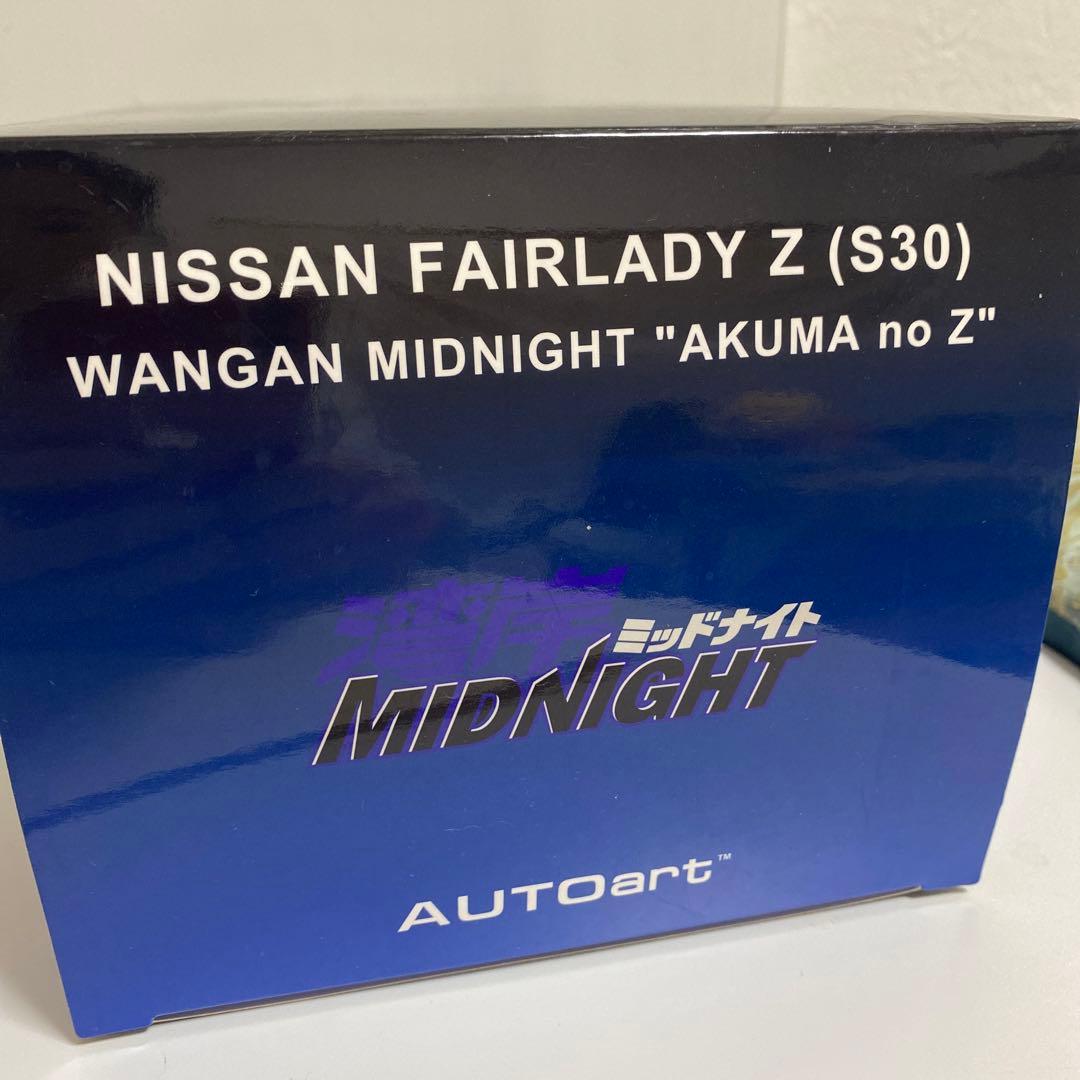 NISSAN FAIRLADY Z (S30)
WANGAN MIDNIGHT "AKUMA no Z"
湾岸
ミッドナイト
MIDNIGHT
AUTOart™